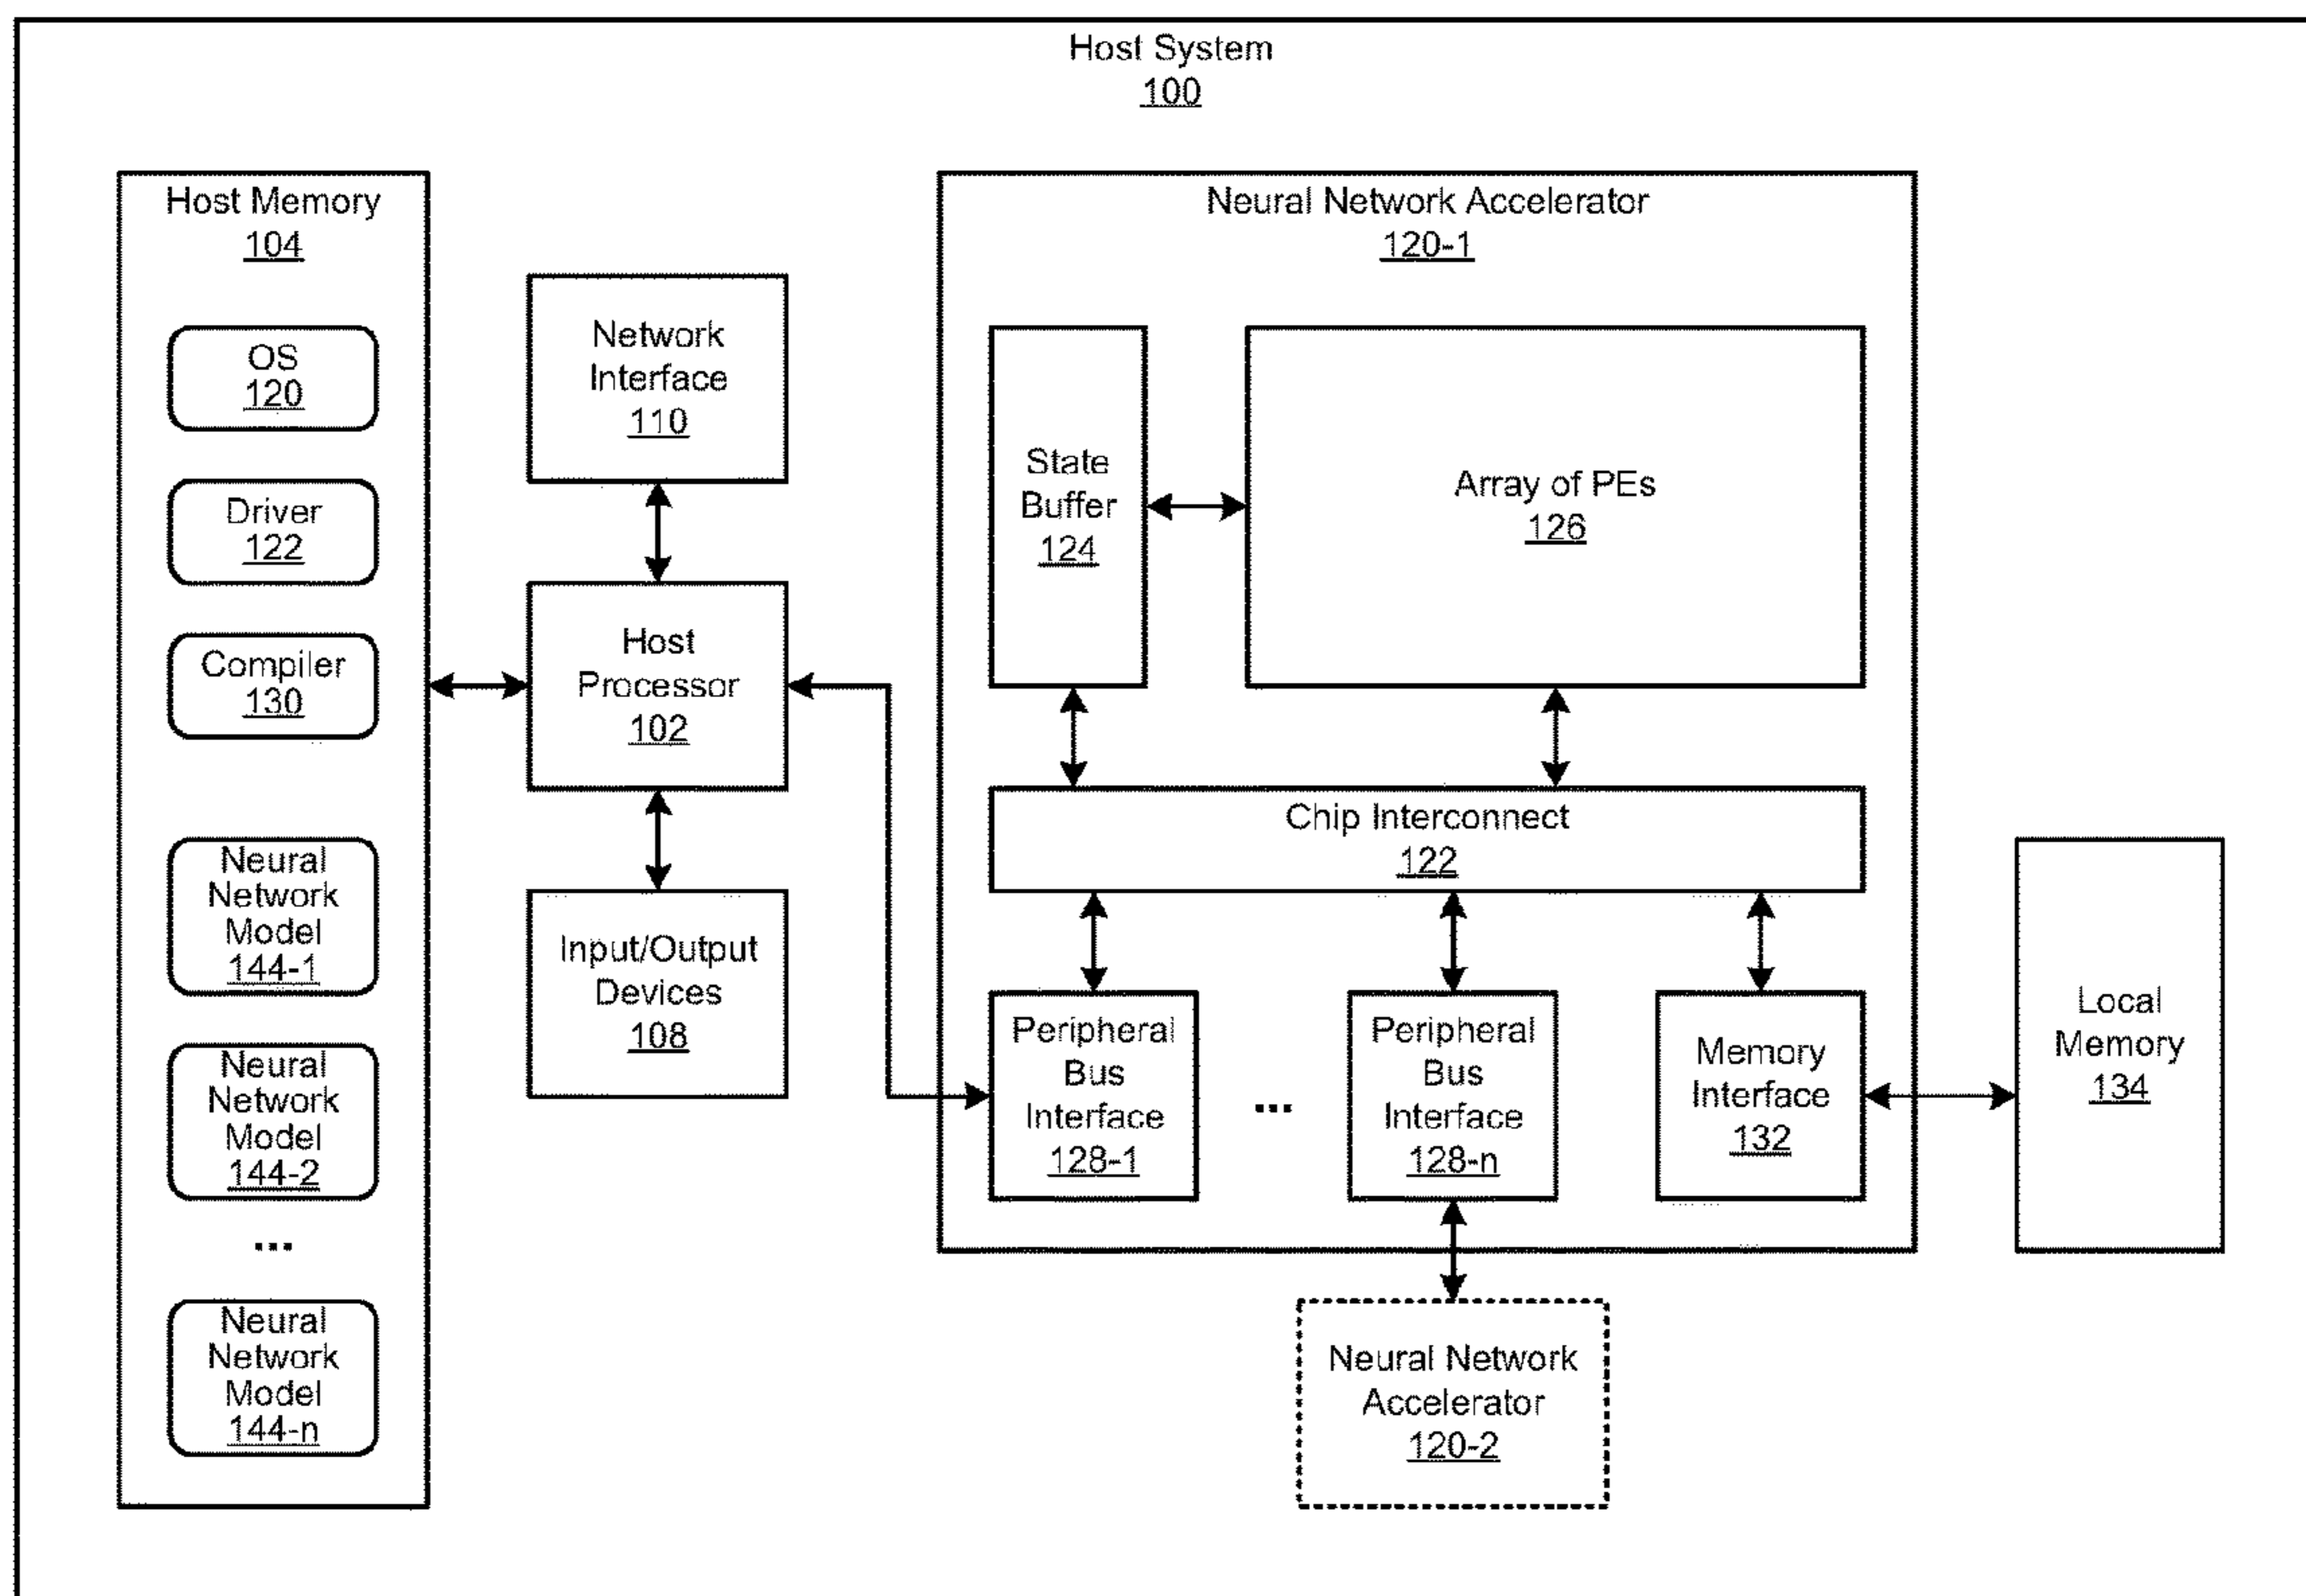 Host System
100
Host Memory
104
OS
120
Driver
122
Compiler
130
Neural
Network
Model
144-1
Neural
Network
Model
144-2
...
Neural
Network
Model
144-n
Network
Interface
110
Host
Processor
102
Input/Output
Devices
108
Neural Network Accelerator
120-1
State
Buffer
124
Array of PEs
126
Chip Interconnect
122
Peripheral
Bus
Interface
128-1
...
Peripheral
Bus
Interface
128-n
Memory
Interface
132
Local
Memory
134
Neural Network
Accelerator
120-2